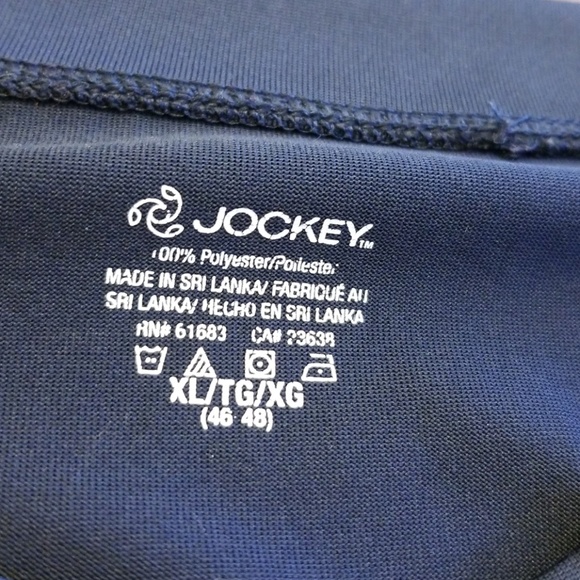 JOCKEY™
100% Polyester/Poliester
MADE IN SRI LANKA/ FABRIQUÉ AU
SRI LANKA/ HECHO EN SRI LANKA
RN# 61683 CA# 23638
XL/TG/XG
(46 48)